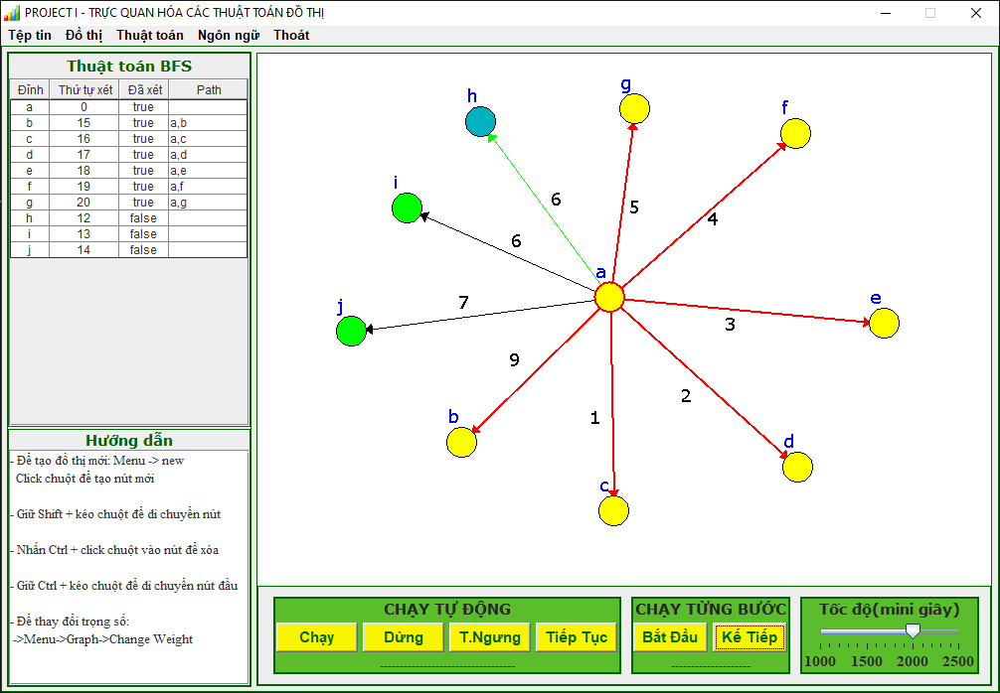 PROJECT I - TRỰC QUAN HÓA CÁC THUẬT TOÁN ĐỒ THỊ
Tệp tin Đồ thị Thuật toán Ngôn ngữ Thoát
Thuật toán BFS
Đỉnh Thứ tự xét Đã xét Path
a 0 true
b 15 true a,b
c 16 true a,c
d 17 true a,d
e 18 true a,e
f 19 true a,f
g 20 true a,g
h 12 false
i 13 false
j 14 false
Hướng dẫn
- Để tạo đồ thị mới: Menu -> new
Click chuột để tạo nút mới
- Giữ Shift + kéo chuột để di chuyển nút
- Nhấn Ctrl + click chuột vào nút để xóa
- Giữ Ctrl + kéo chuột để di chuyển nút đầu
- Để thay đổi trọng số:
->Menu->Graph->Change Weight
g
h
f
i
6
5
4
6
a
j
7
e
3
9
2
b
1
d
c
CHẠY TỰ ĐỘNG
Chạy Dừng T.Ngưng Tiếp Tục
CHẠY TỪNG BƯỚC
Bắt Đầu Kế Tiếp
Tốc độ(mini giây)
1000 1500 2000 2500